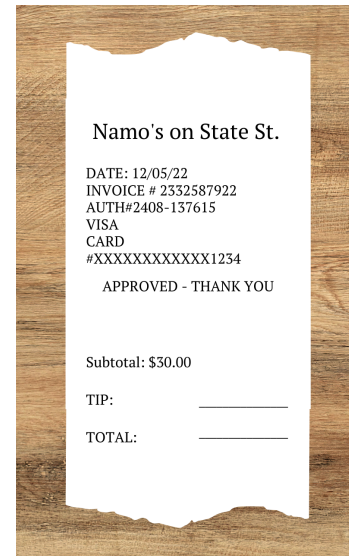 Namo's on State St.
DATE: 12/05/22
INVOICE # 2332587922
AUTH#2408-137615
VISA
CARD
#XXXXXXXXXXXX1234
APPROVED - THANK YOU
Subtotal: $30.00
TIP:
TOTAL: